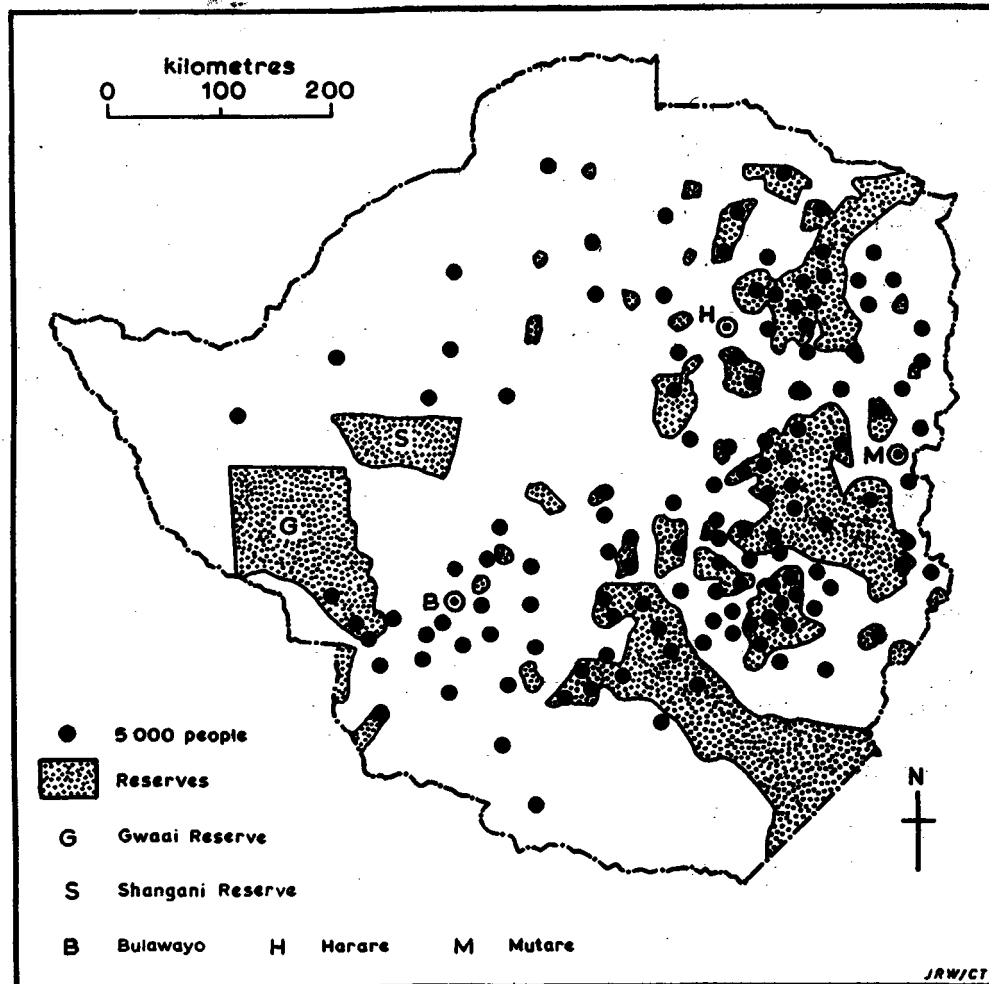 kilometres
0 100 200
H
S
M
G
B
5 000 people
Reserves
N
G Gwaai Reserve
S Shangani Reserve
B Bulawayo H Harare M Mutare
JRW/CT